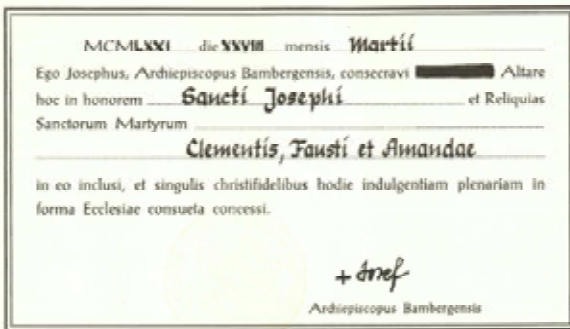 MCMLXXI die XXVIII mensis Martii
Ego Josephus, Archiepiscopus Bambergensis, consecravi Altare
hoc in honorem Sancti Josephi et Reliquias
Sanctorum Martyrum
Clementis, Fausti et Amandae
in eo inclusi, et singulis christifidelibus hodie indulgentiam plenariam in
forma Ecclesiae consueta concessi.
+ Josef
Archiepiscopus Bambergensis